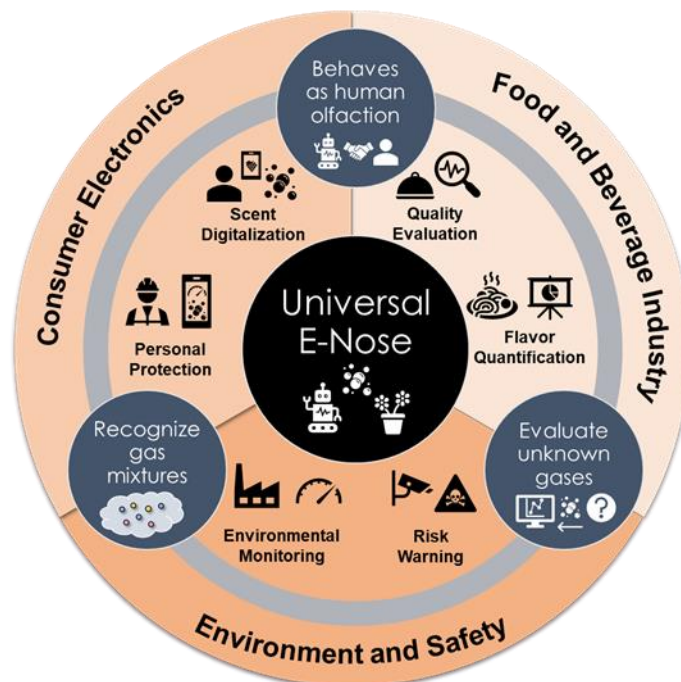 Behaves
as human
olfaction
Consumer Electronics
Food and Beverage Industry
Scent
Digitalization
Quality
Evaluation
Universal
E-Nose
Personal
Protection
Flavor
Quantification
Recognize
gas
mixtures
Evaluate
unknown
gases
?
Environmental
Monitoring
Risk
Warning
Environment and Safety